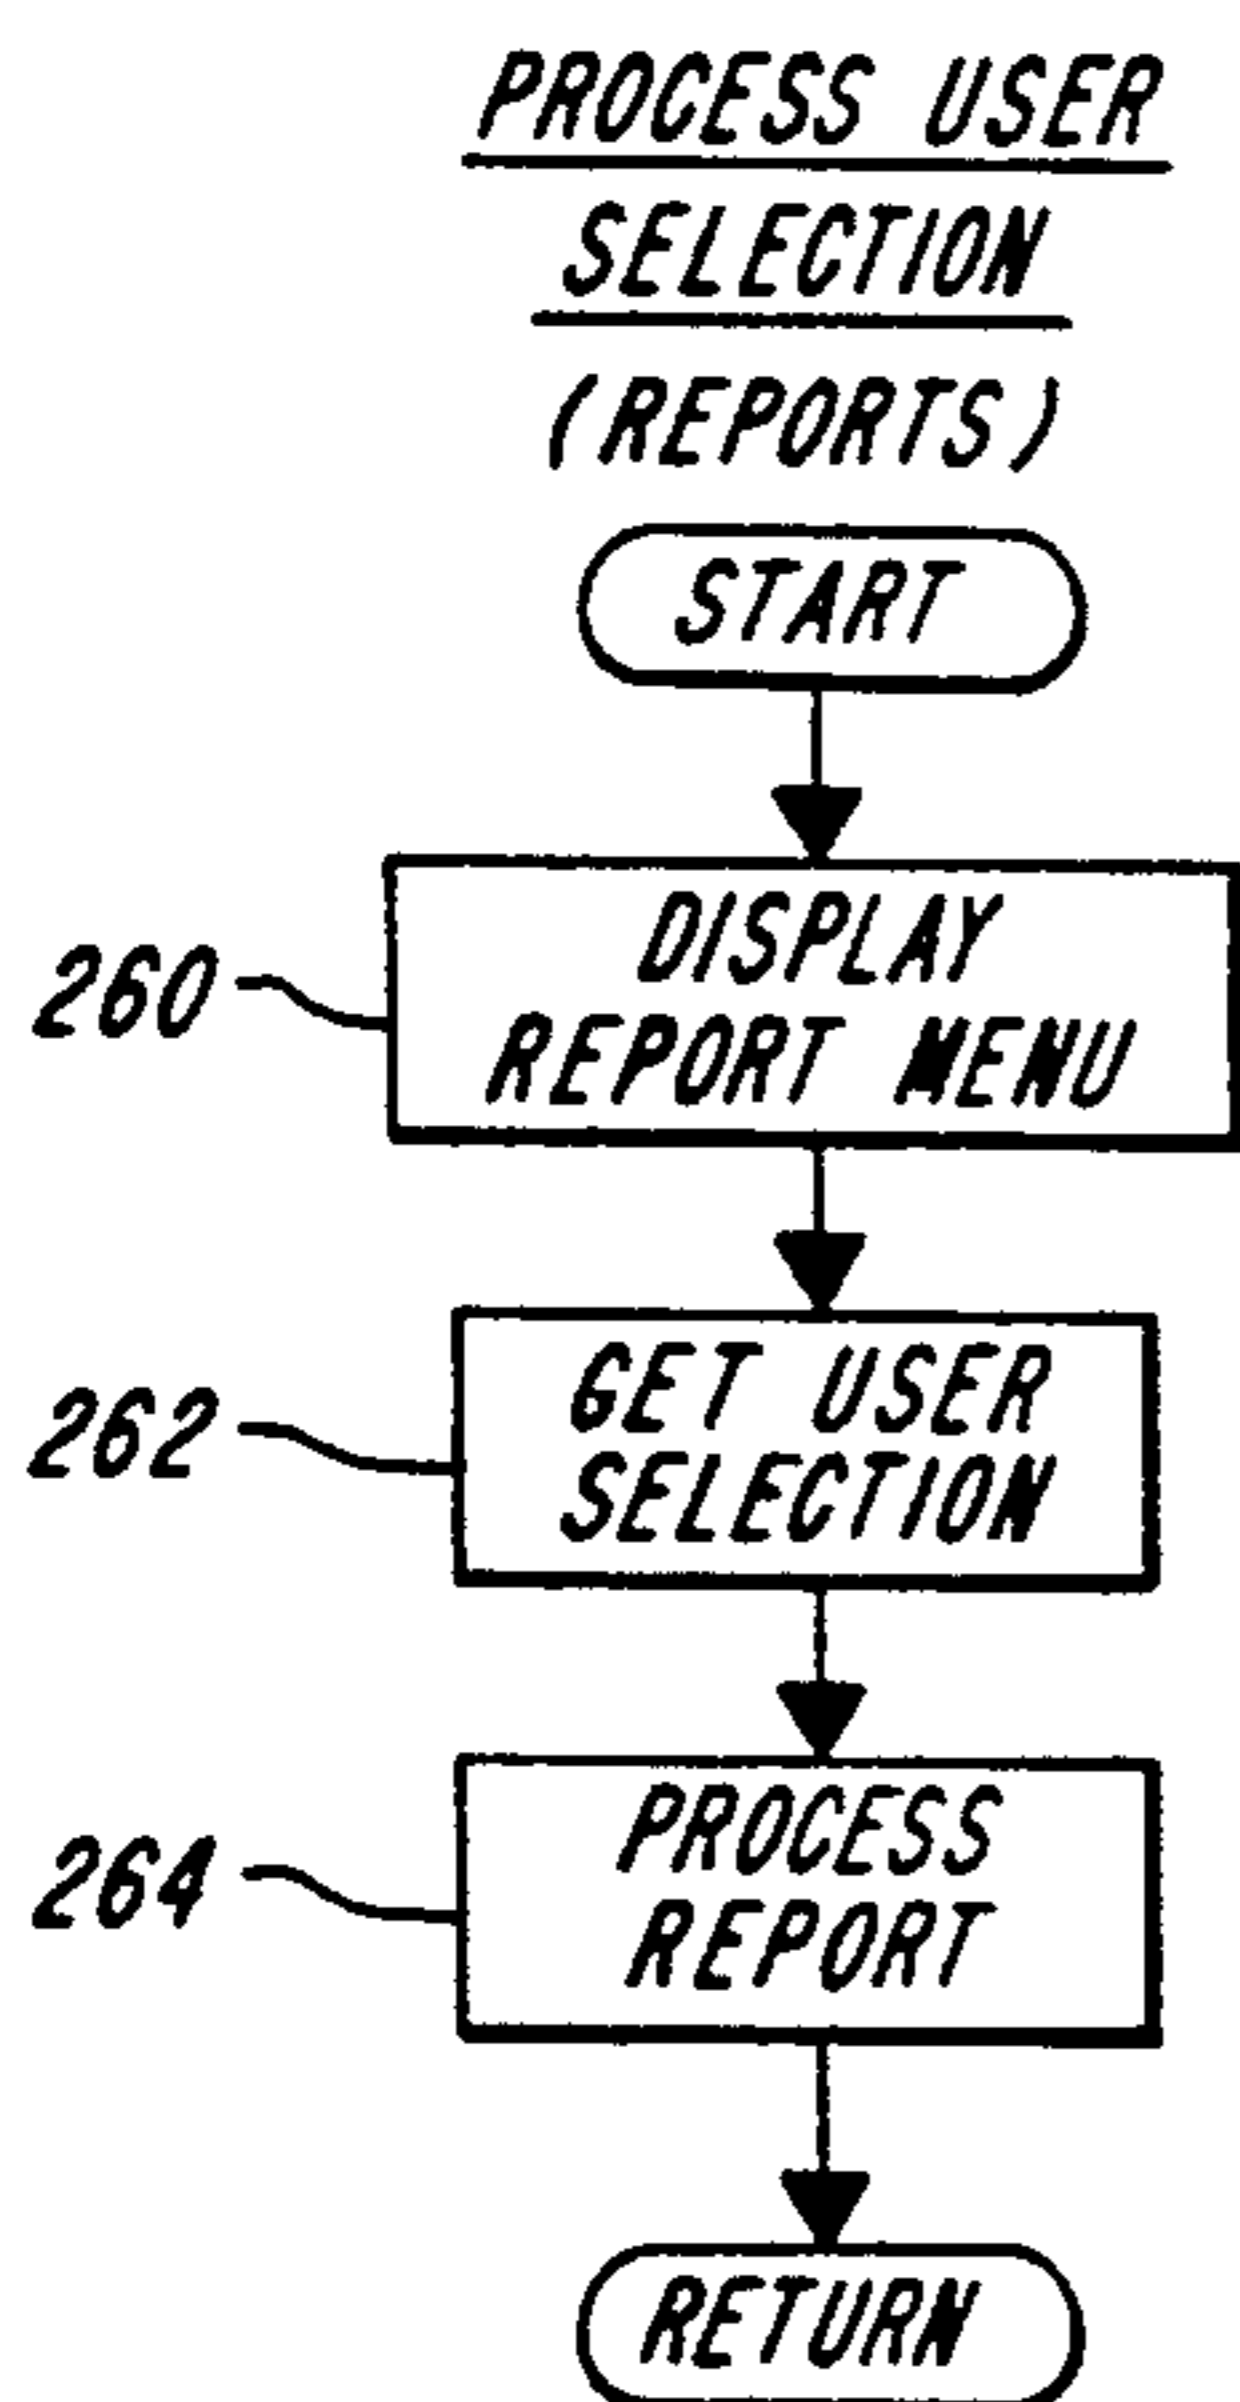 PROCESS USER
SELECTION
(REPORTS)
START
260
DISPLAY
REPORT MENU
262
GET USER
SELECTION
264
PROCESS
REPORT
RETURN